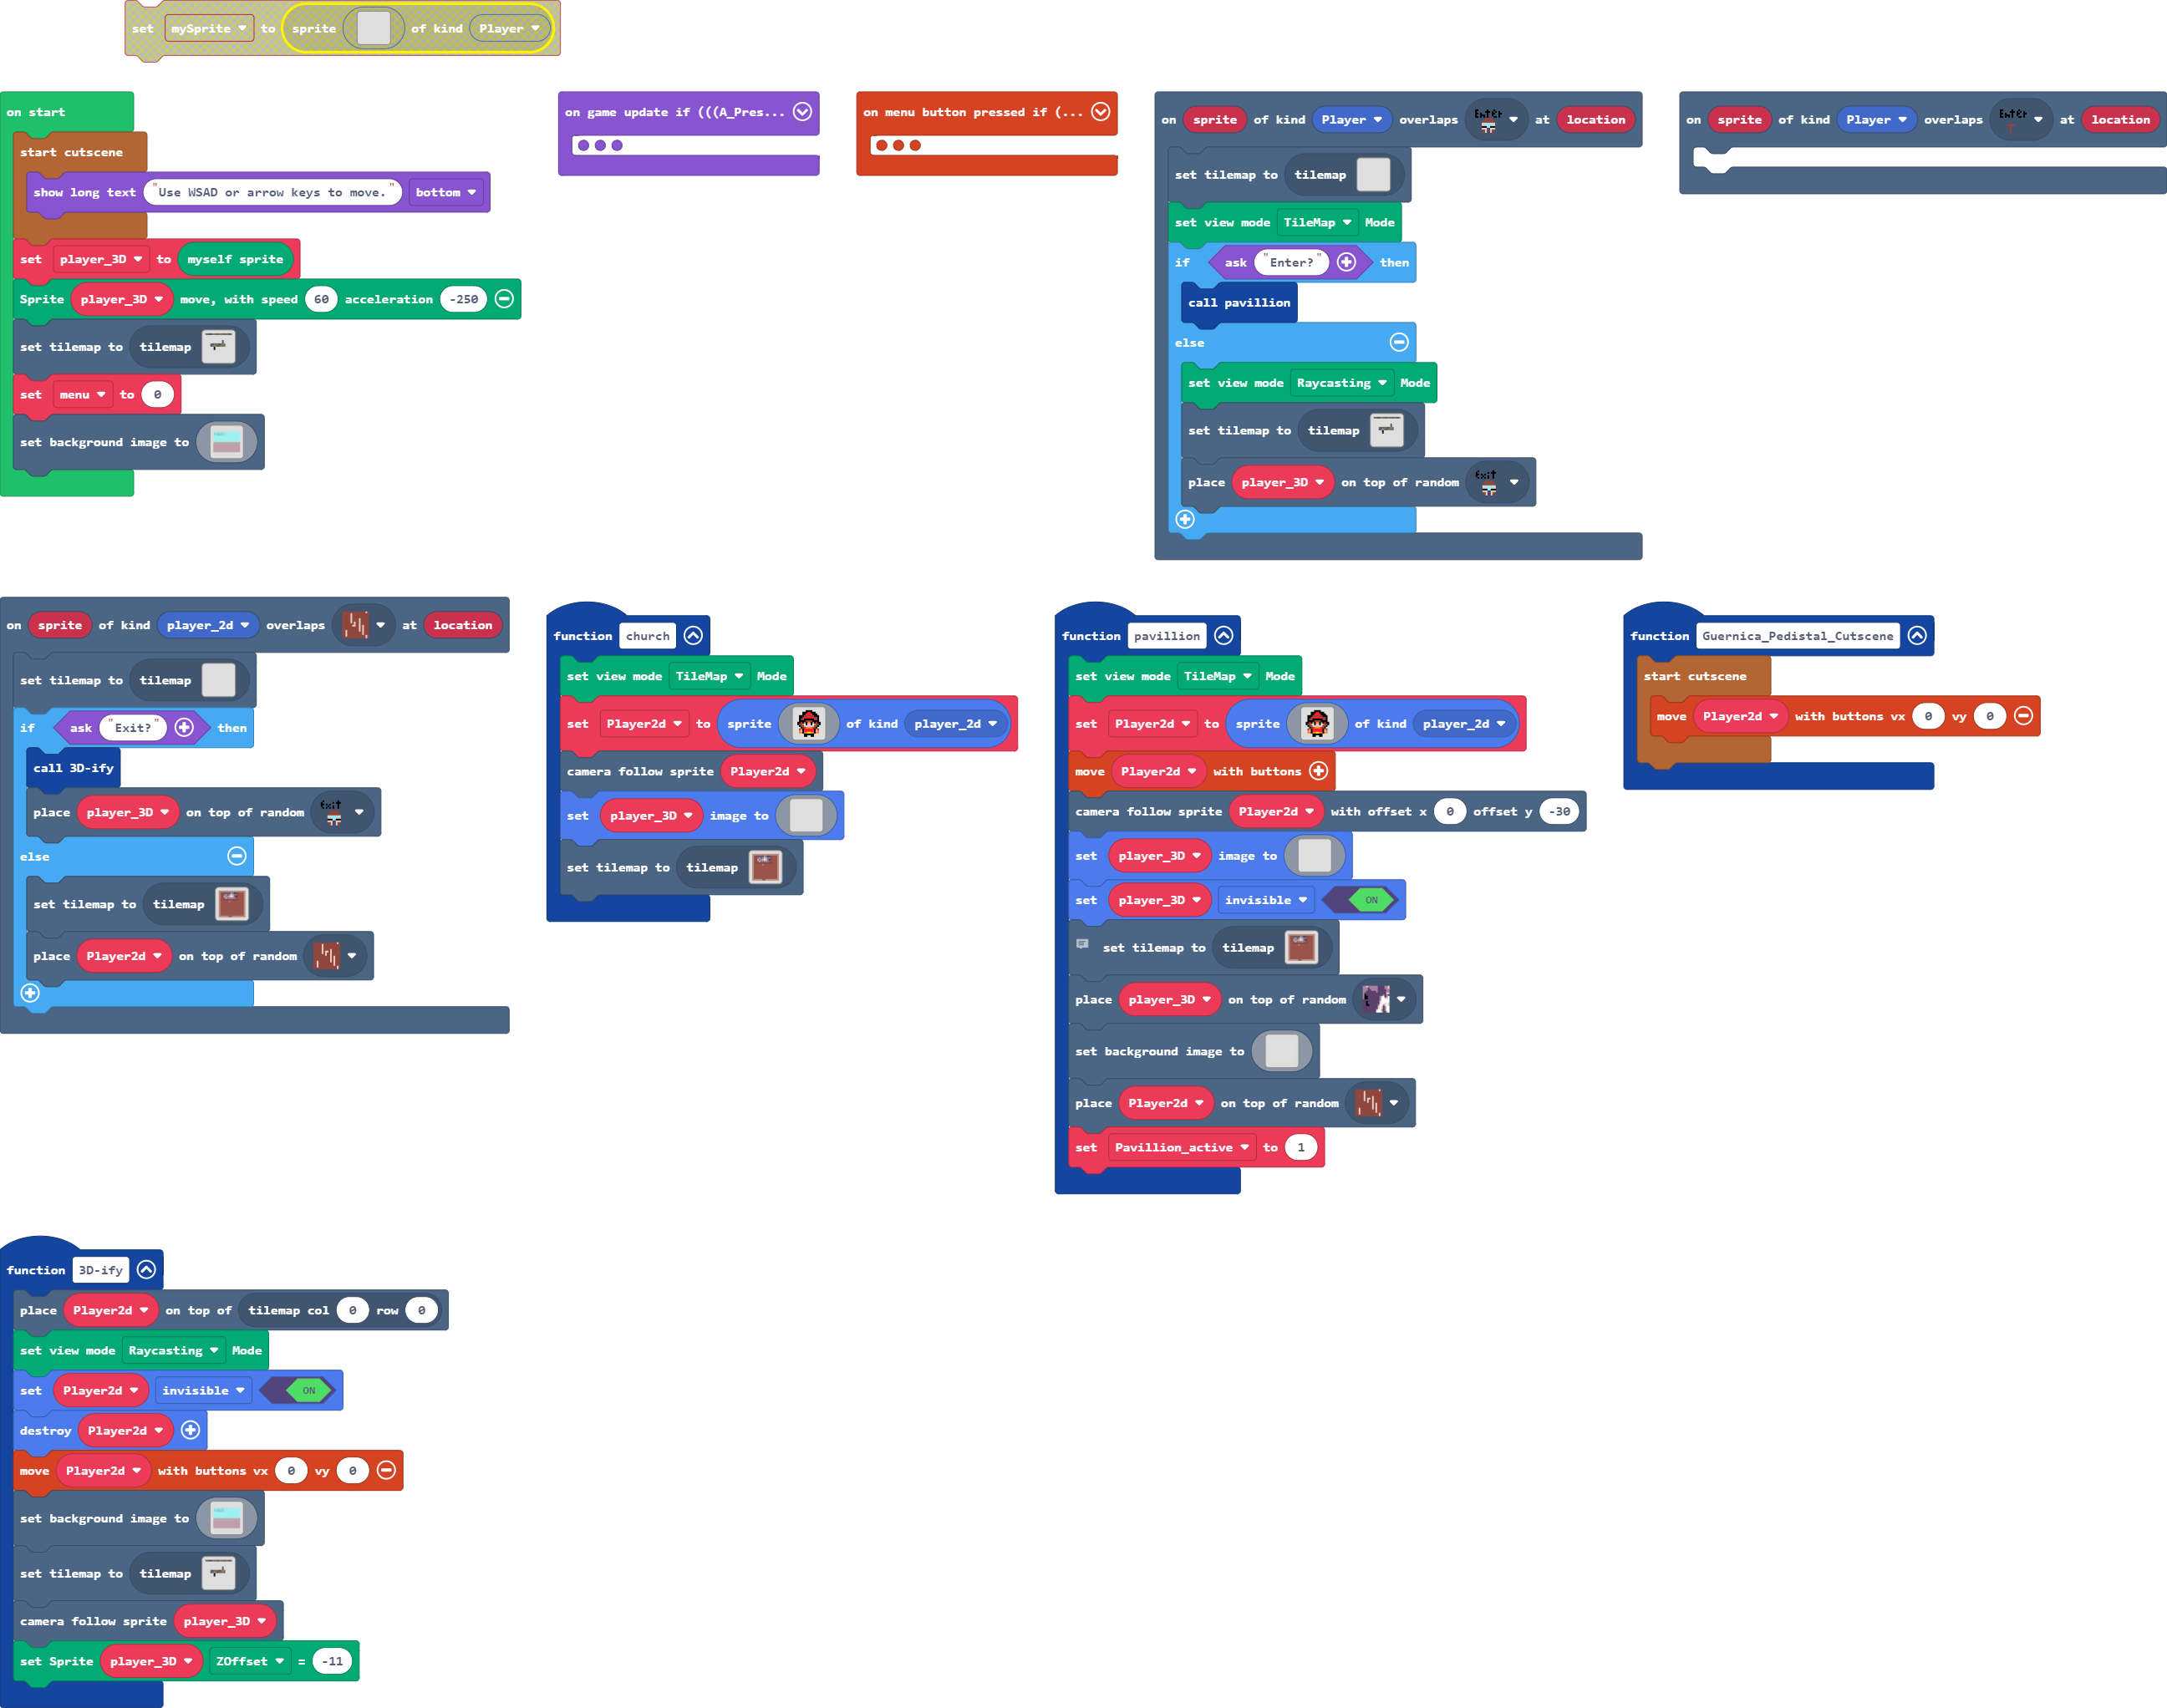 set mySprite to sprite of kind Player
on start
start cutscene
show long text "Use WSAD or arrow keys to move." bottom
set player_3D to myself sprite
Sprite player_3D move, with speed 60 acceleration -250
set tilemap to tilemap
set menu to 0
set background image to
on game update if (((A_Pres...
on menu button pressed if (...
on sprite of kind Player overlaps Enter at location
set tilemap to tilemap
set view mode TileMap Mode
if ask "Enter?" then
call pavillion
else
set view mode Raycasting Mode
set tilemap to tilemap
place player_3D on top of random Exit
on sprite of kind Player overlaps Enter at location
on sprite of kind player_2d overlaps at location
set tilemap to tilemap
if ask "Exit?" then
call 3D-ify
place player_3D on top of random Exit
else
set tilemap to tilemap
place Player2d on top of random
function church
set view mode TileMap Mode
set Player2d to sprite of kind player_2d
camera follow sprite Player2d
set player_3D image to
set tilemap to tilemap
function pavillion
set view mode TileMap Mode
set Player2d to sprite of kind player_2d
move Player2d with buttons
camera follow sprite Player2d with offset x 0 offset y -30
set player_3D image to
set player_3D invisible ON
set tilemap to tilemap
place player_3D on top of random
set background image to
place Player2d on top of random
set Pavillion_active to 1
function Guernica_Pedistal_Cutscene
start cutscene
move Player2d with buttons vx 0 vy 0
function 3D-ify
place Player2d on top of tilemap col 0 row 0
set view mode Raycasting Mode
set Player2d invisible ON
destroy Player2d
move Player2d with buttons vx 0 vy 0
set background image to
set tilemap to tilemap
camera follow sprite player_3D
set Sprite player_3D ZOffset = -11